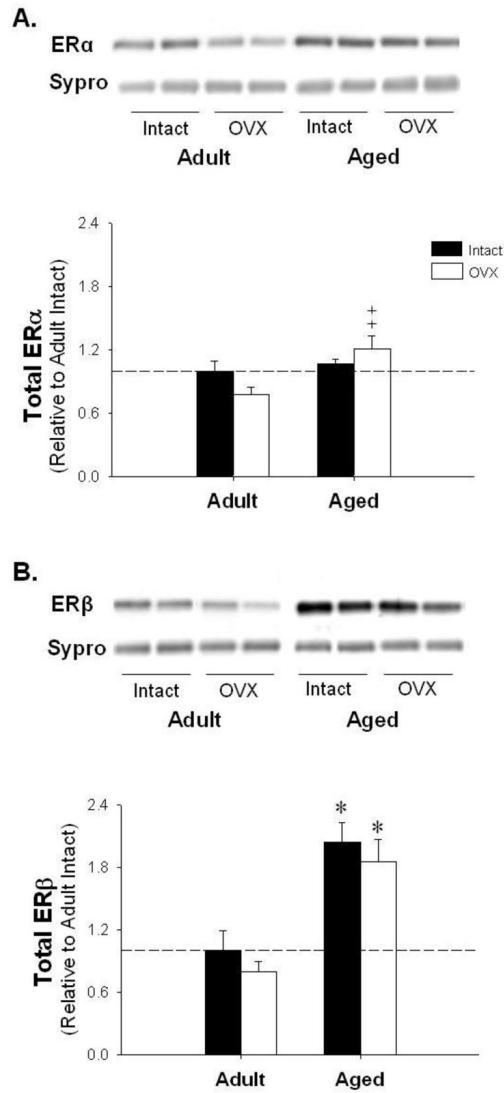 A.
ERα
Sypro
Intact OVX Intact OVX
Adult Aged
2.4
1.8
1.2
0.6
0.0
Total ERα
(Relative to Adult Intact)
Intact
OVX
‡
Adult Aged
B.
ERβ
Sypro
Intact OVX Intact OVX
Adult Aged
2.4
1.8
1.2
0.6
0.0
Total ERβ
(Relative to Adult Intact)
* *
Adult Aged